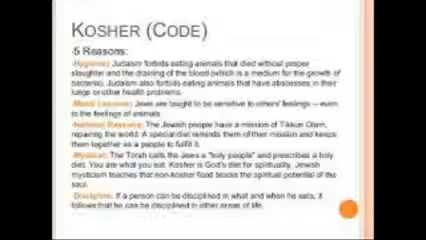 KOSHER (CODE)
5 Reasons:
Hygienic: Judaism forbids eating animals that died without proper
slaughter and the draining of the blood (which is a medium for the growth of
bacteria). Judaism also forbids eating animals that have abscesses in their
lungs or other health problems.
Moral Lessons: Jews are taught to be sensitive to others' feelings -- even
to the feelings of animals.
National Reasons: The Jewish people have a mission of Tikkun Olam,
repairing the world. A special diet reminds them of their mission and keeps
them together as a people to fulfill it.
Mystical: The Torah calls the Jews a "holy people" and prescribes a holy
diet. You are what you eat. Kosher is God's diet for spirituality. Jewish
mysticism teaches that non-kosher food blocks the spiritual potential of the
soul.
Discipline: If a person can be disciplined in what and when he eats, it
follows that he can be disciplined in other areas of life.